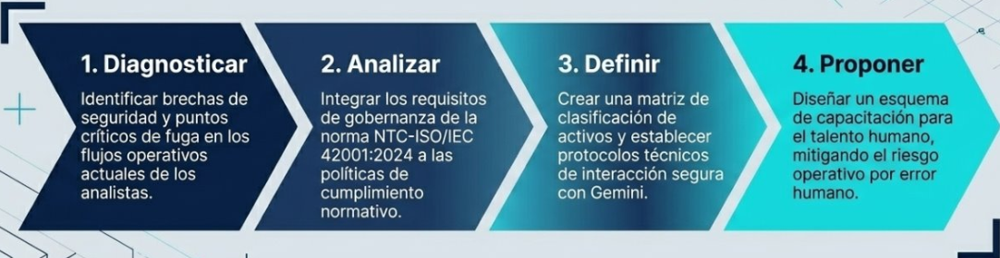 1. Diagnosticar
Identificar brechas de
seguridad y puntos
críticos de fuga en los
flujos operativos
actuales de los
analistas.
2. Analizar
Integrar los requisitos
de gobernanza de la
norma NTC-ISO/IEC
42001:2024 a las
políticas de
cumplimiento
normativo.
3. Definir
Crear una matriz de
clasificación de
activos y establecer
protocolos técnicos
de interacción segura
con Gemini.
4. Proponer
Diseñar un esquema
de capacitación para
el talento humano,
mitigando el riesgo
operativo por error
humano.